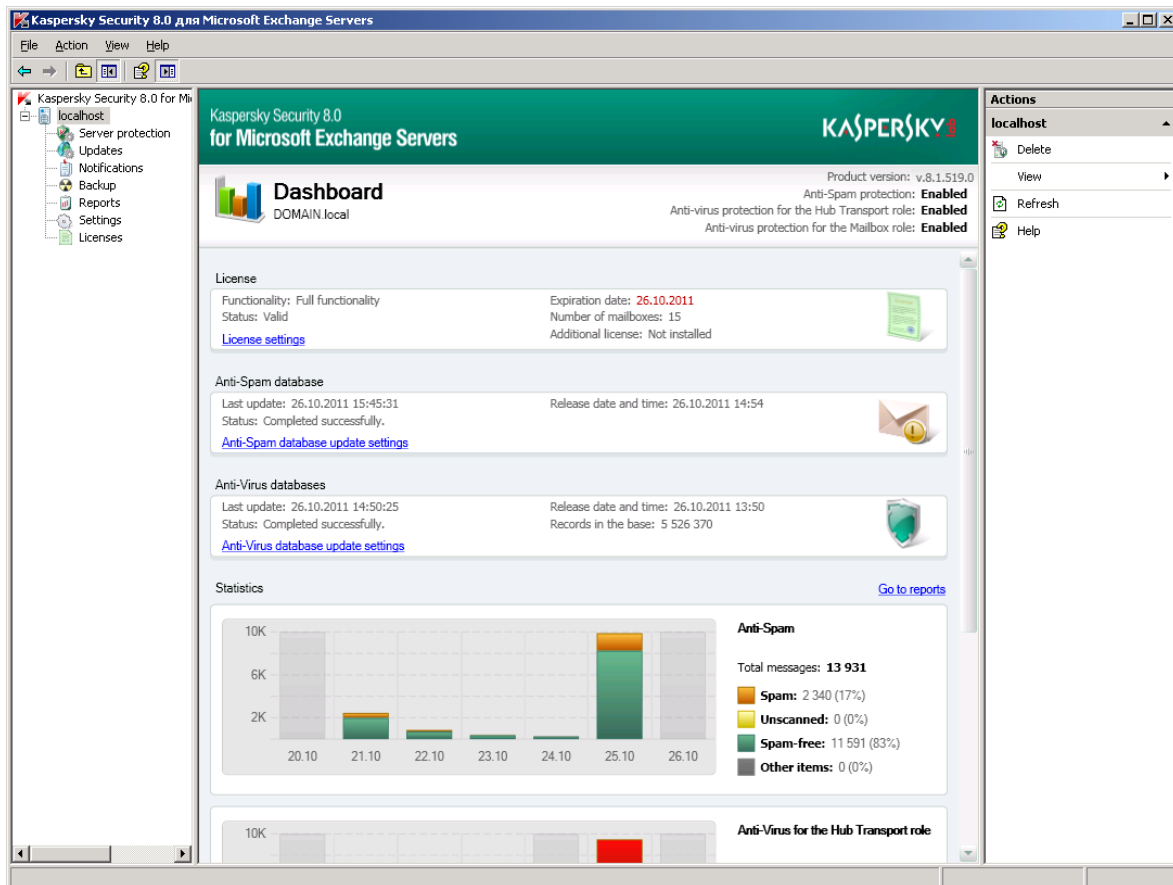 Kaspersky Security 8.0 для Microsoft Exchange Servers
File Action View Help
Kaspersky Security 8.0 for Mi
localhost
Server protection
Updates
Notifications
Backup
Reports
Settings
Licenses
Kaspersky Security 8.0
for Microsoft Exchange Servers
KASPERSKY
Dashboard
DOMAIN.local
Product version: v.8.1.519.0
Anti-Spam protection: Enabled
Anti-virus protection for the Hub Transport role: Enabled
Anti-virus protection for the Mailbox role: Enabled
License
Functionality: Full functionality
Status: Valid
License settings
Expiration date: 26.10.2011
Number of mailboxes: 15
Additional license: Not installed
Anti-Spam database
Last update: 26.10.2011 15:45:31
Status: Completed successfully.
Anti-Spam database update settings
Release date and time: 26.10.2011 14:54
Anti-Virus databases
Last update: 26.10.2011 14:50:25
Status: Completed successfully.
Anti-Virus database update settings
Release date and time: 26.10.2011 13:50
Records in the base: 5 526 370
Statistics
Go to reports
10K
6K
2K
20.10 21.10 22.10 23.10 24.10 25.10 26.10
Anti-Spam
Total messages: 13 931
Spam: 2 340 (17%)
Unscanned: 0 (0%)
Spam-free: 11 591 (83%)
Other items: 0 (0%)
10K
Anti-Virus for the Hub Transport role
Actions
localhost
Delete
View
Refresh
Help